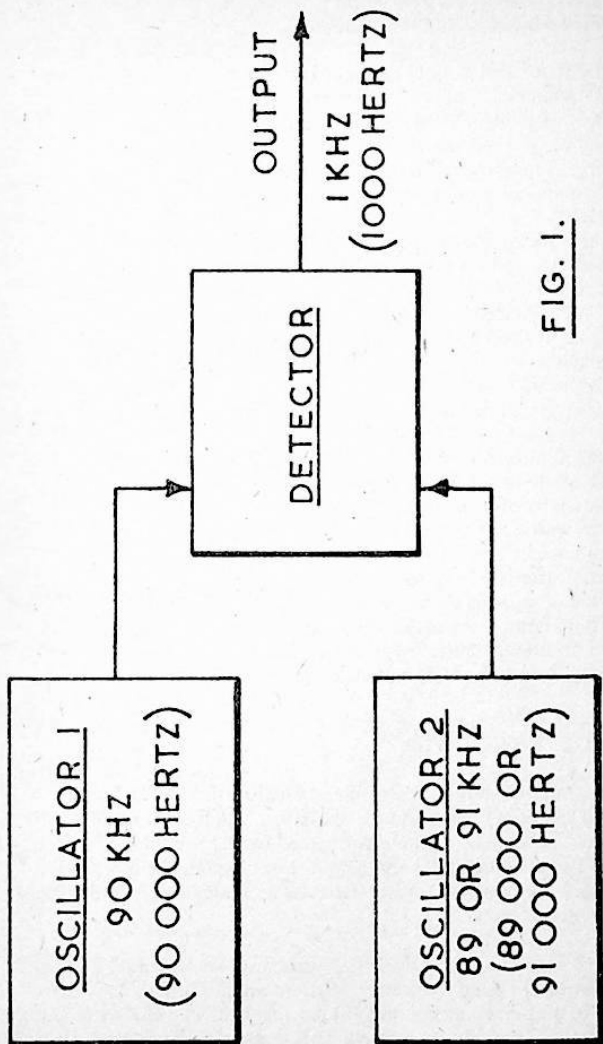 OSCILLATOR 1
90 KHZ
(90 000 HERTZ)
OSCILLATOR 2
89 OR 91 KHZ
(89 000 OR
91 000 HERTZ)
DETECTOR
OUTPUT
1 KHZ
(1000 HERTZ)
FIG. 1.